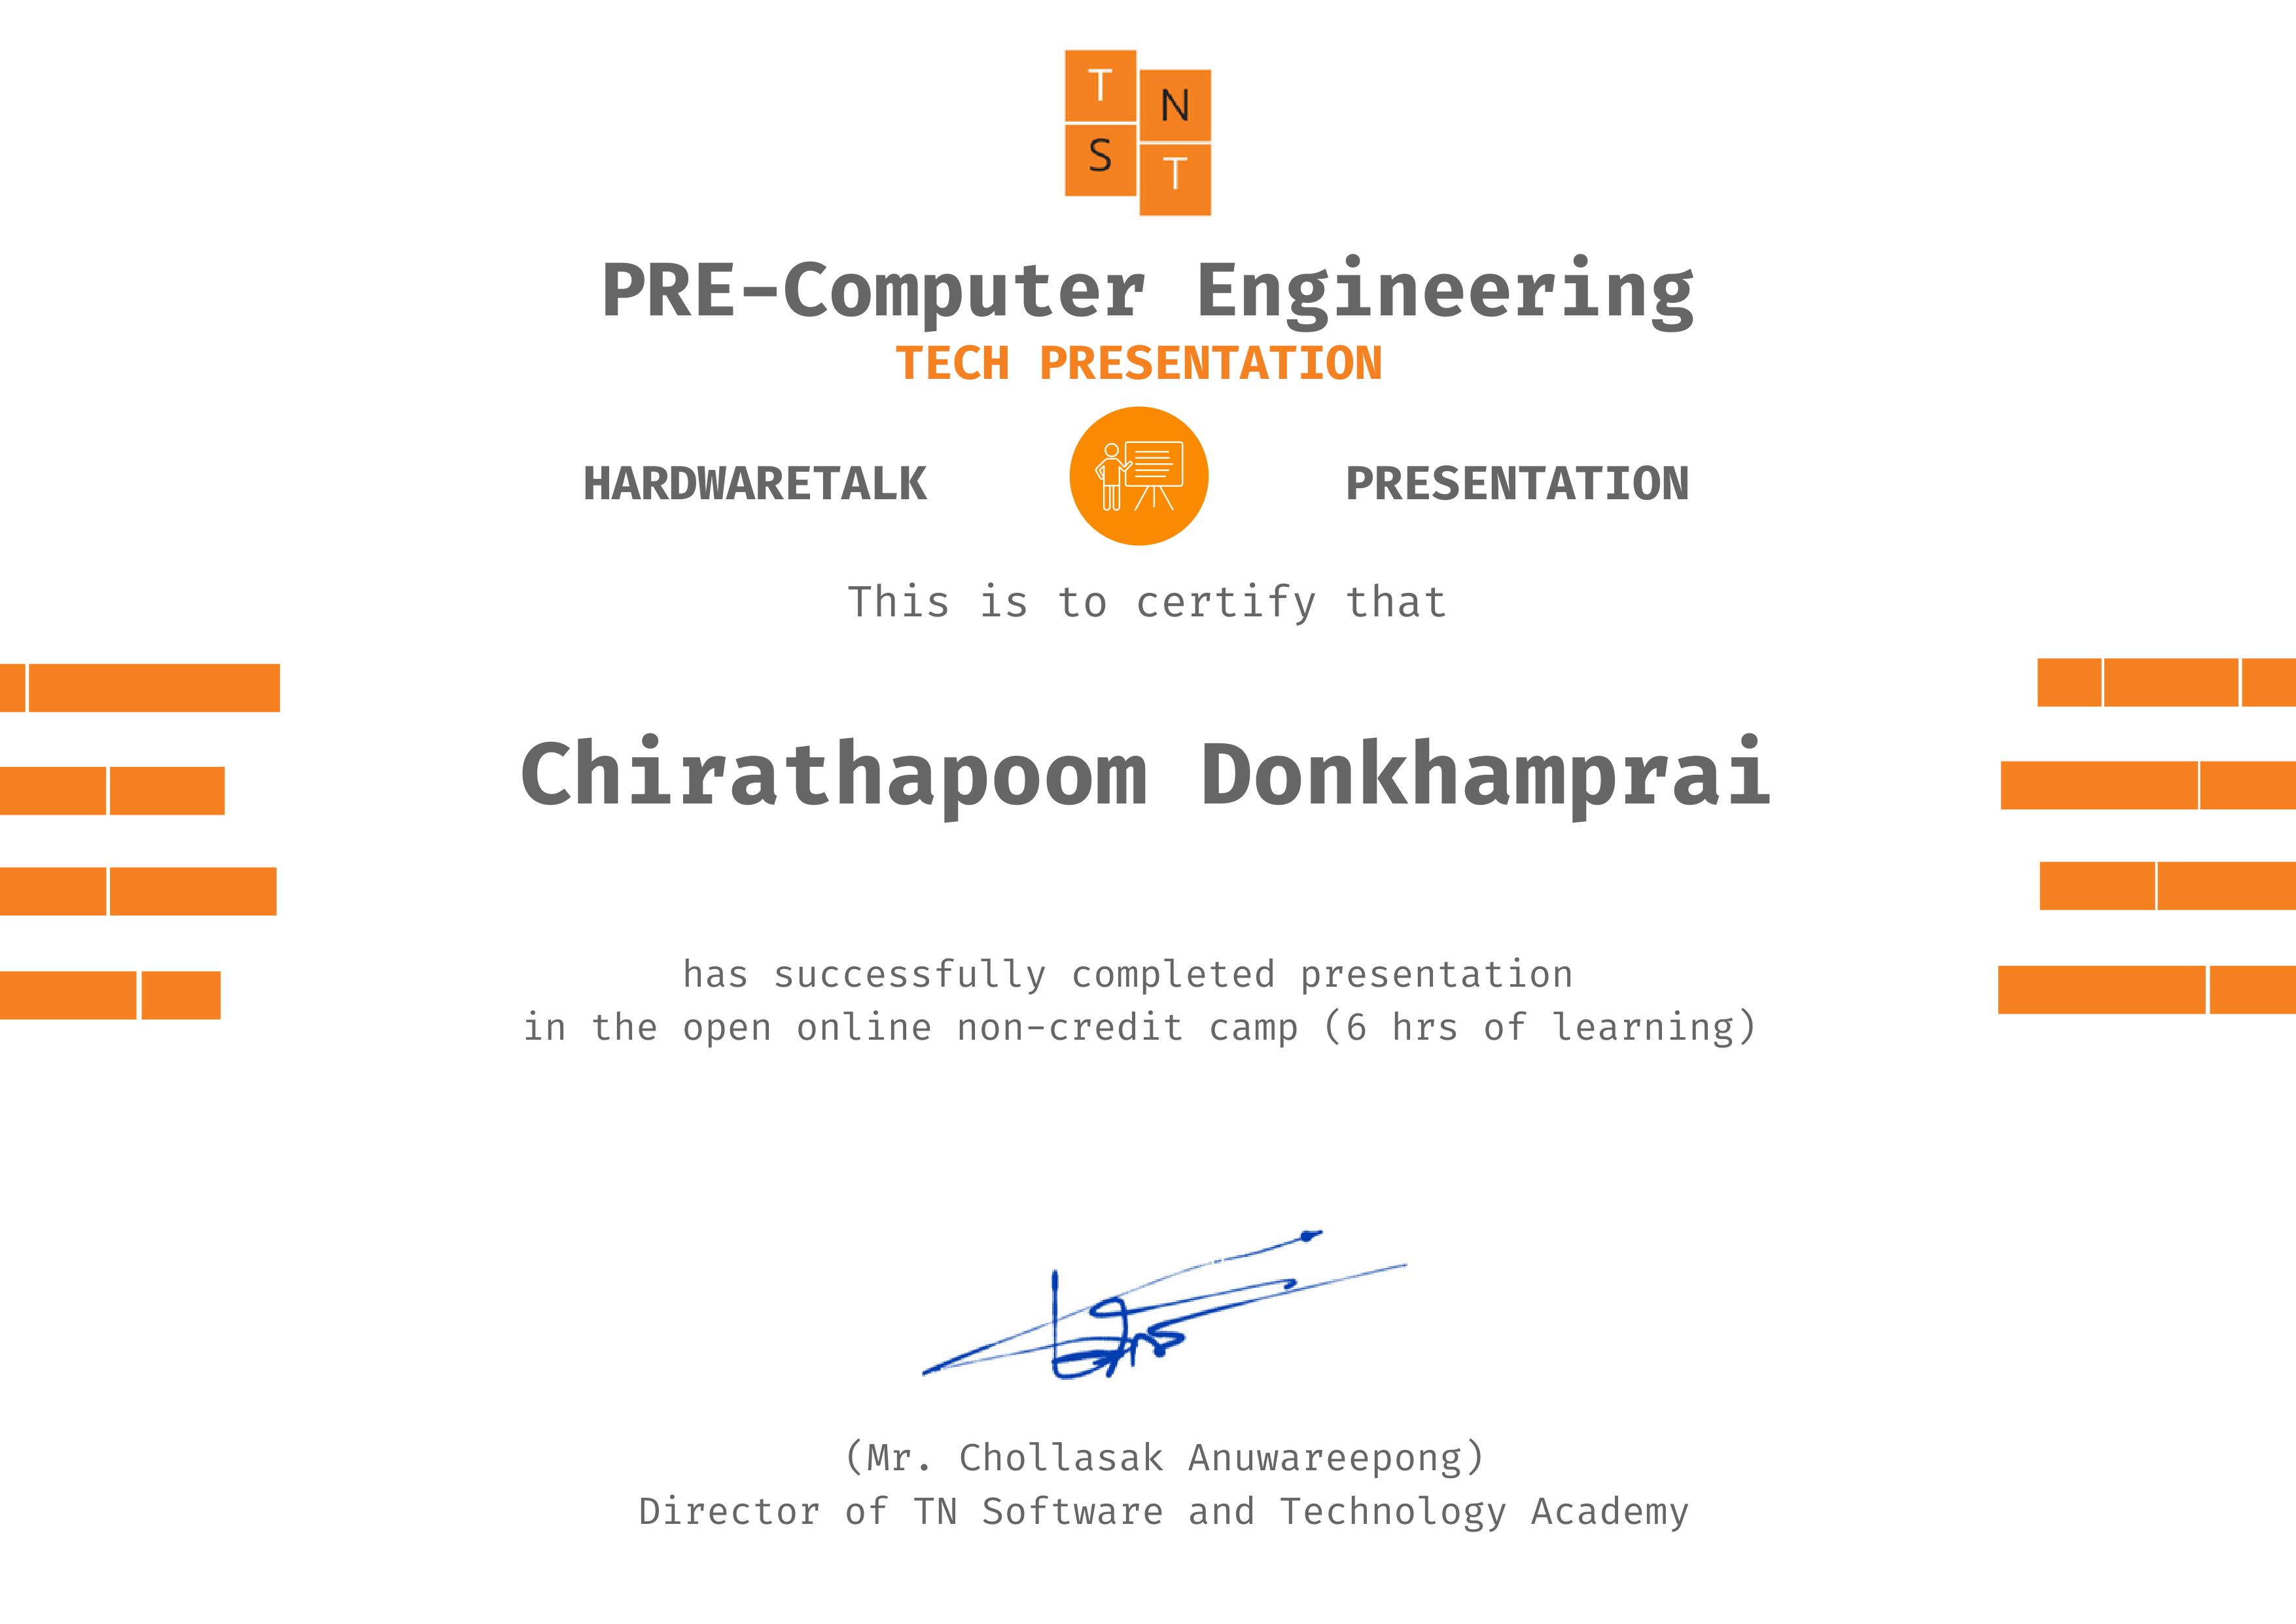 T N
S T
PRE-Computer Engineering
TECH PRESENTATION
HARDWARETALK PRESENTATION
This is to certify that
Chirathapoom Donkhamprai
has successfully completed presentation
in the open online non-credit camp (6 hrs of learning)
(Mr. Chollasak Anuwareepong)
Director of TN Software and Technology Academy